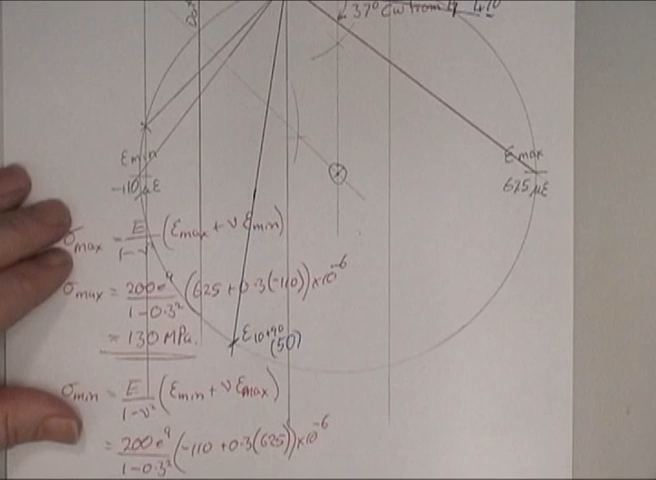 37° CW from
εmin
-110 µε
εmax
625 µε
σmax = E/1-ν² (εmax + ν εmin)
σmax = 200e⁹/1-0.3² (625 + 0.3(-110))×10⁻⁶
= 130 MPa.
ε10+90
(50)
σmin = E/1-ν² (εmin + ν εmax)
= 200e⁹/1-0.3² (-110 + 0.3(625))×10⁻⁶